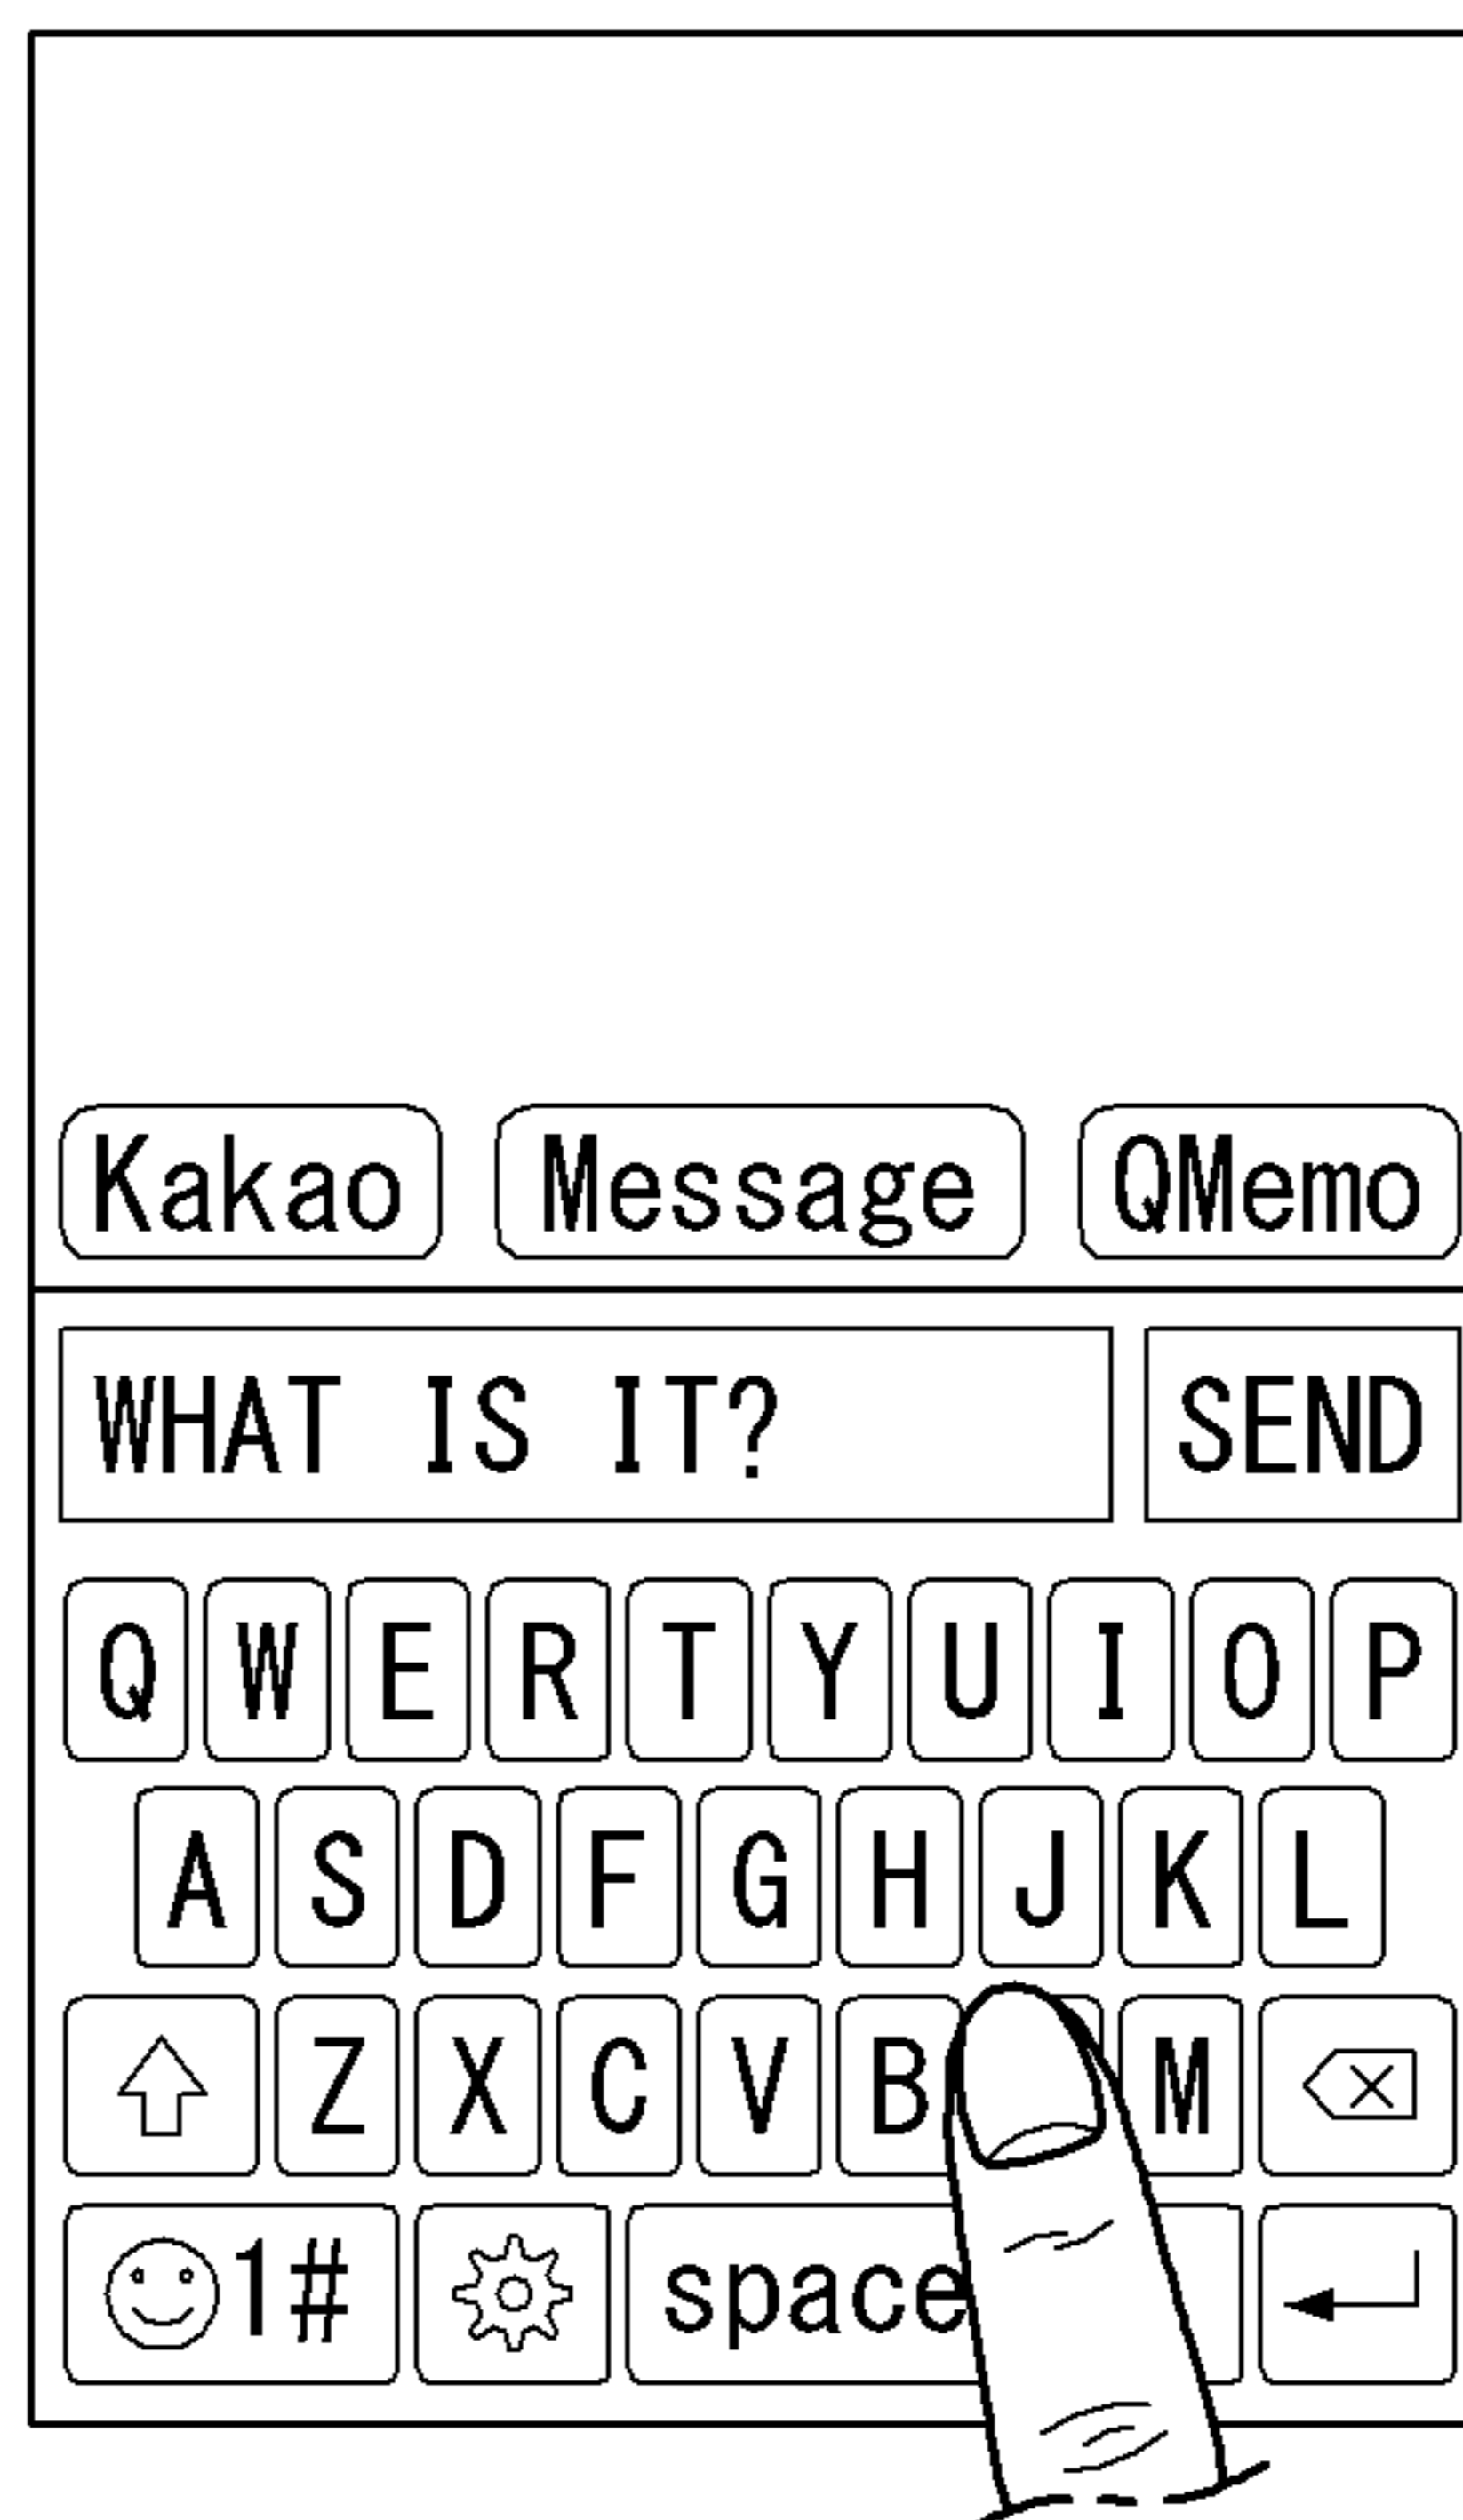 Kakao Message QMemo
WHAT IS IT? SEND
Q W E R T Y U I O P
A S D F G H J K L
Z X C V B M
1# space